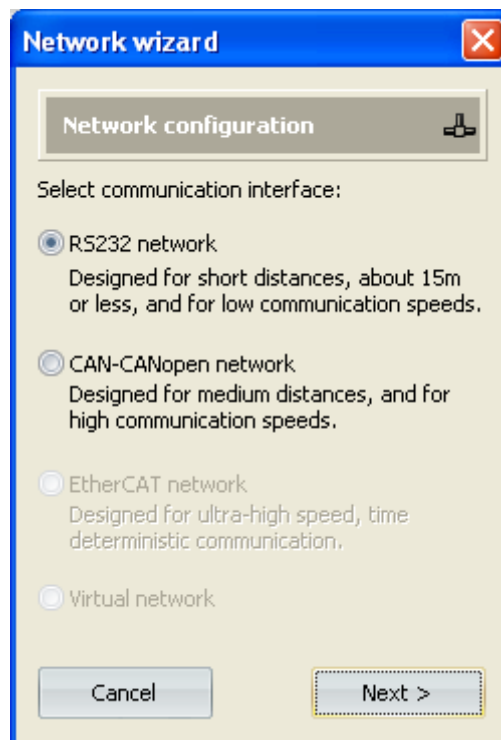 Network wizard
Network configuration
Select communication interface:
RS232 network
Designed for short distances, about 15m
or less, and for low communication speeds.
CAN-CANopen network
Designed for medium distances, and for
high communication speeds.
EtherCAT network
Designed for ultra-high speed, time
deterministic communication.
Virtual network
Cancel
Next >